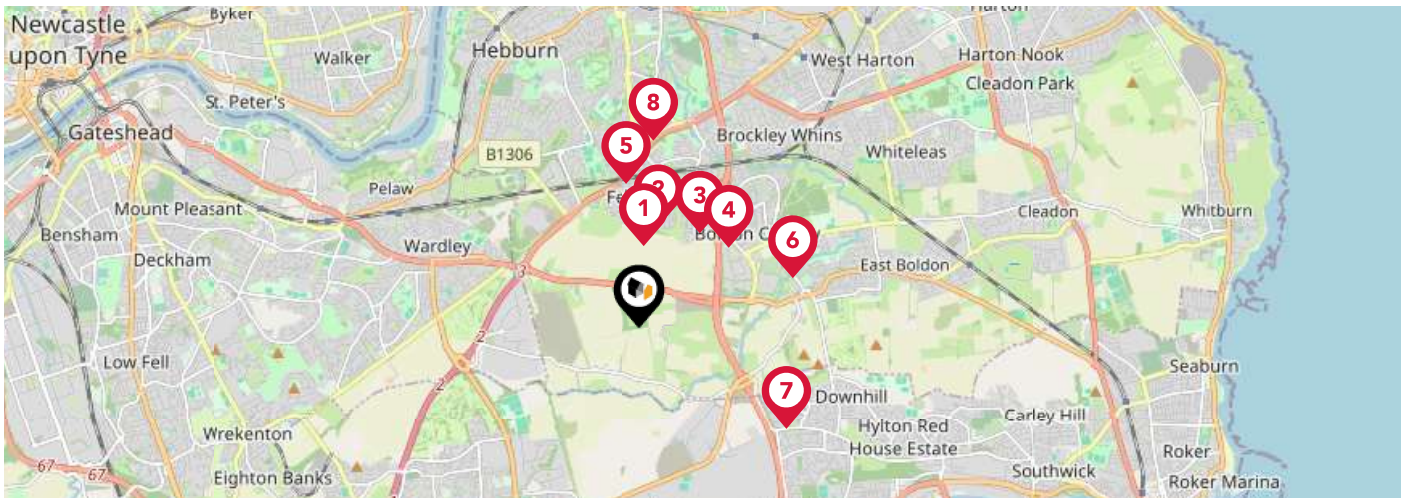 Newcastle
upon Tyne
Byker
Walker
Hebburn
Harton
West Harton
Harton Nook
Cleadon Park
St. Peter's
Gateshead
8
5
B1306
Brockley Whins
Whiteleas
Pelaw
Mount Pleasant
2
3
1
4
Cleadon
Whitburn
Bensham
Deckham
Wardley
6
East Boldon
3
2
Low Fell
2
Seaburn
7
Downhill
Carley Hill
Wrekenton
Hylton Red
House Estate
67
67
Eighton Banks
Southwick
Roker
Roker Marina